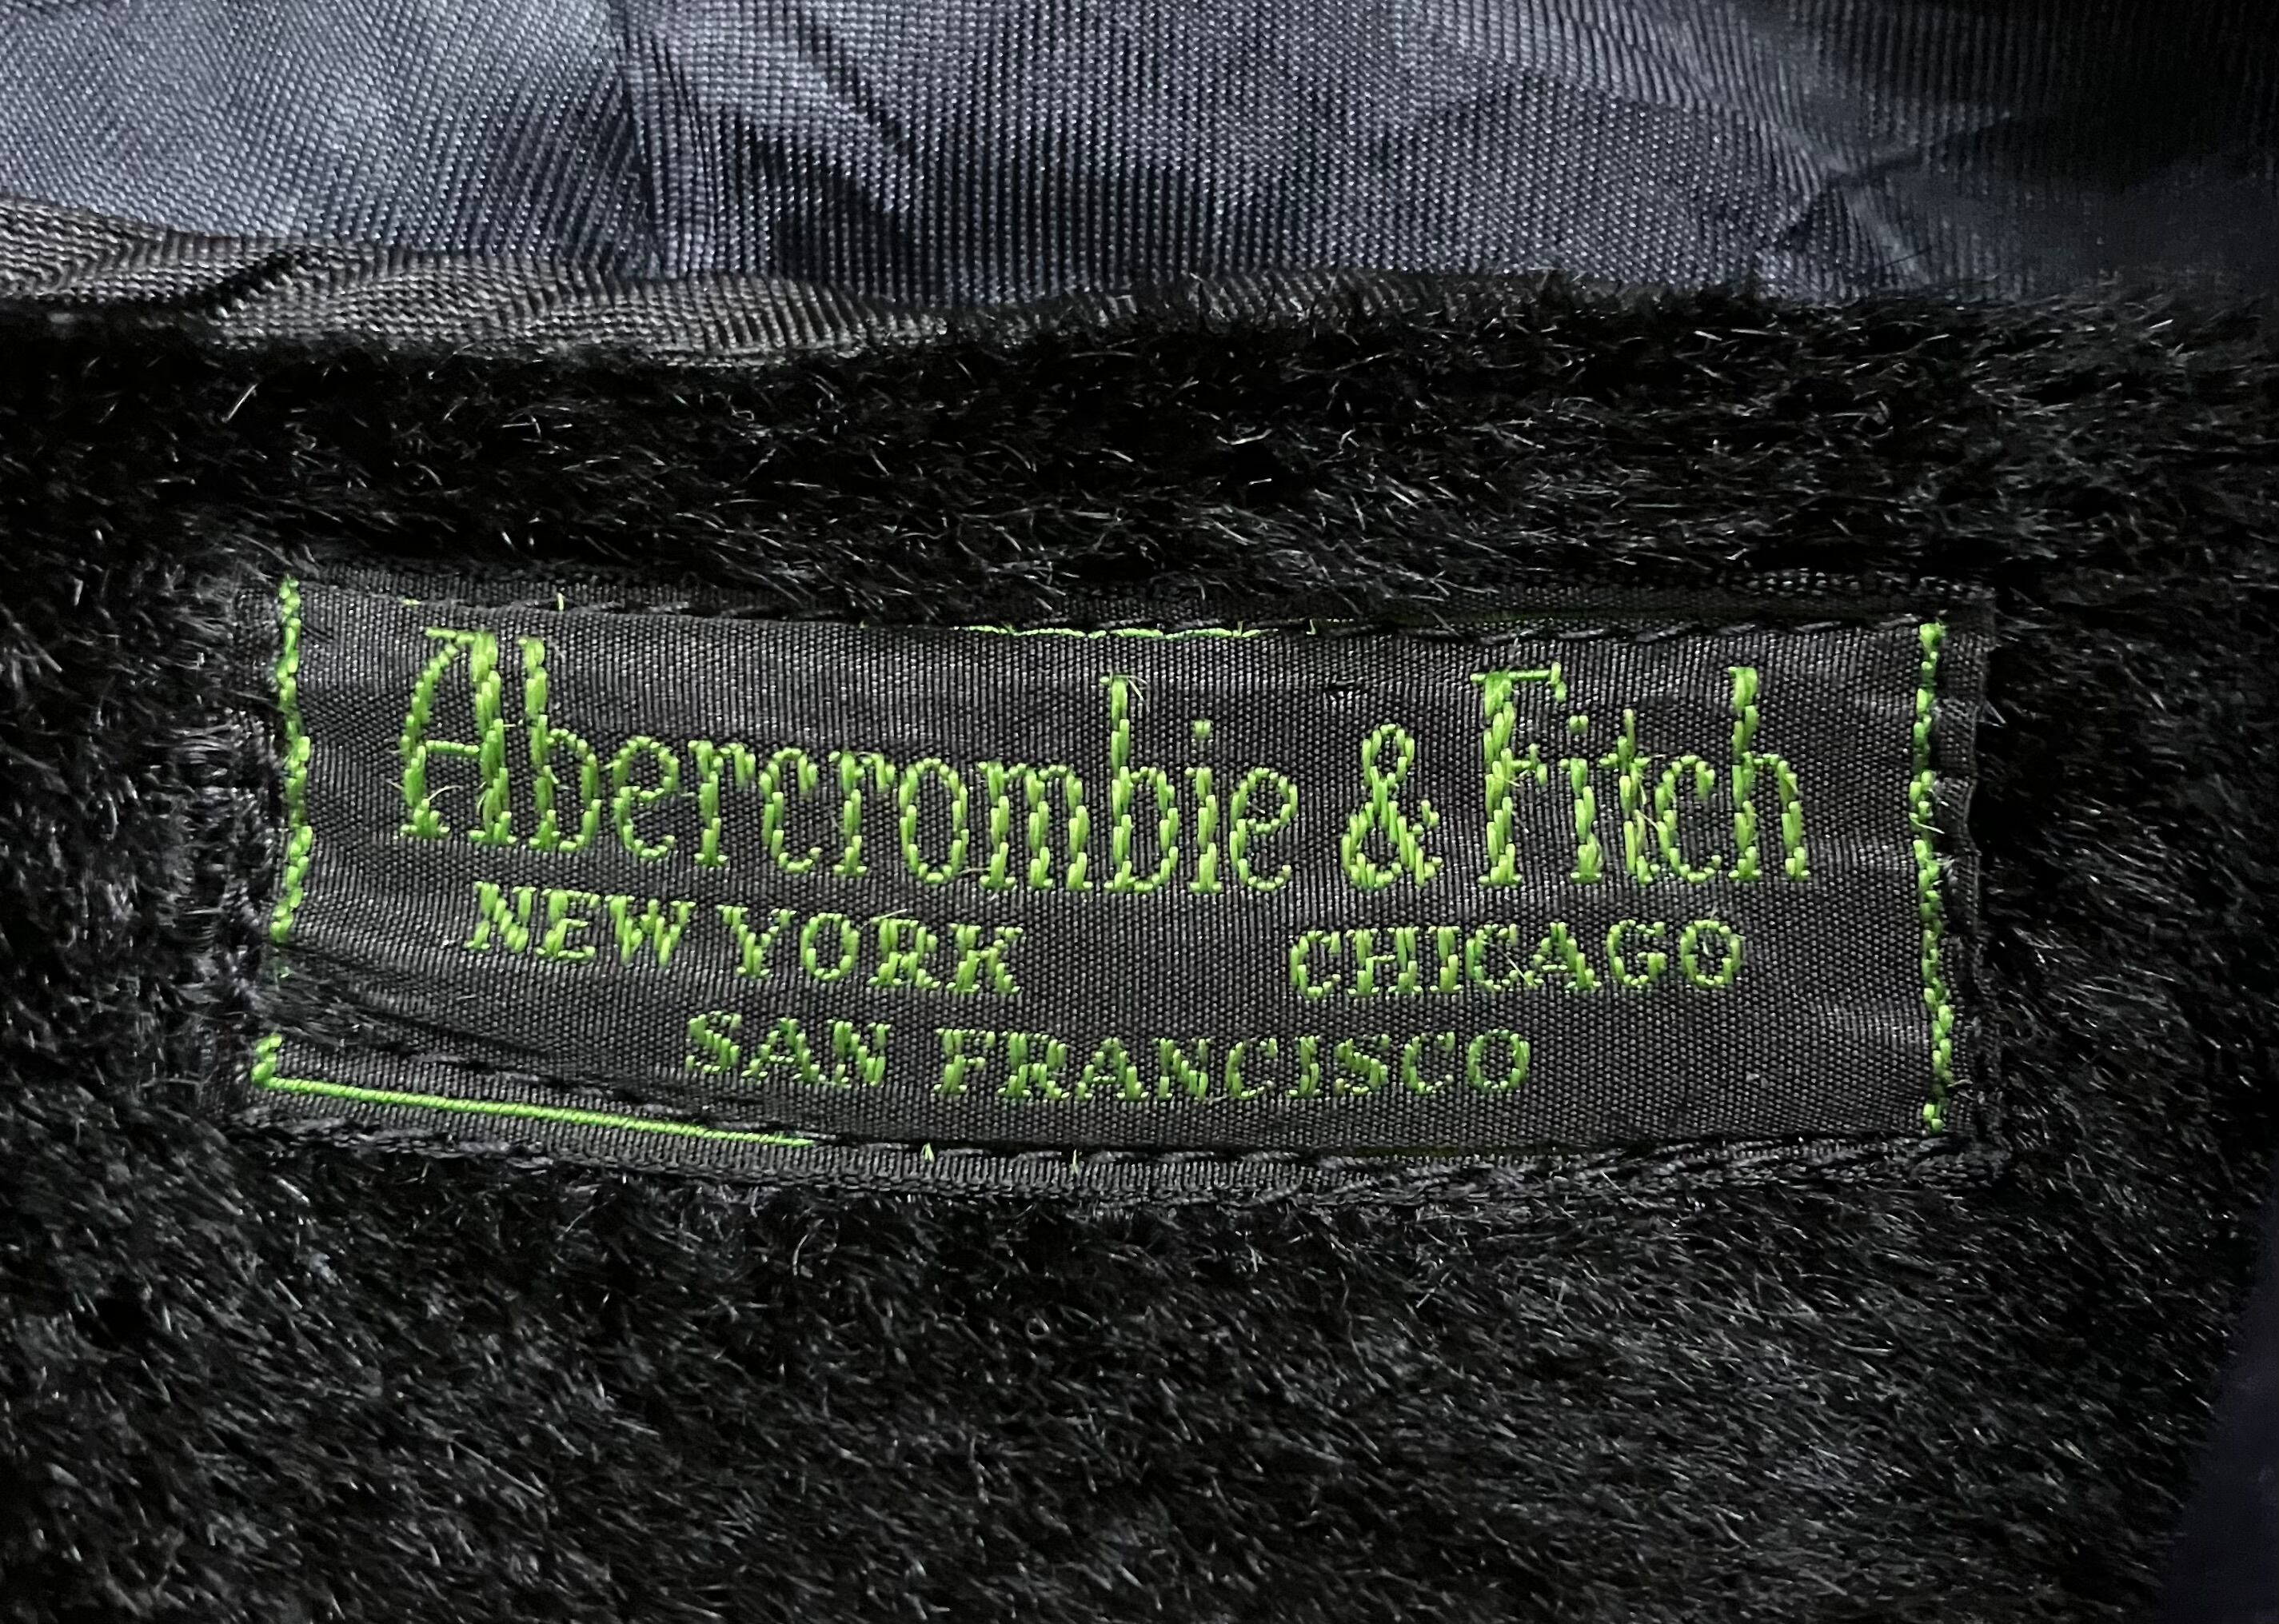 Abercrombie & Fitch
NEW YORK CHICAGO
SAN FRANCISCO